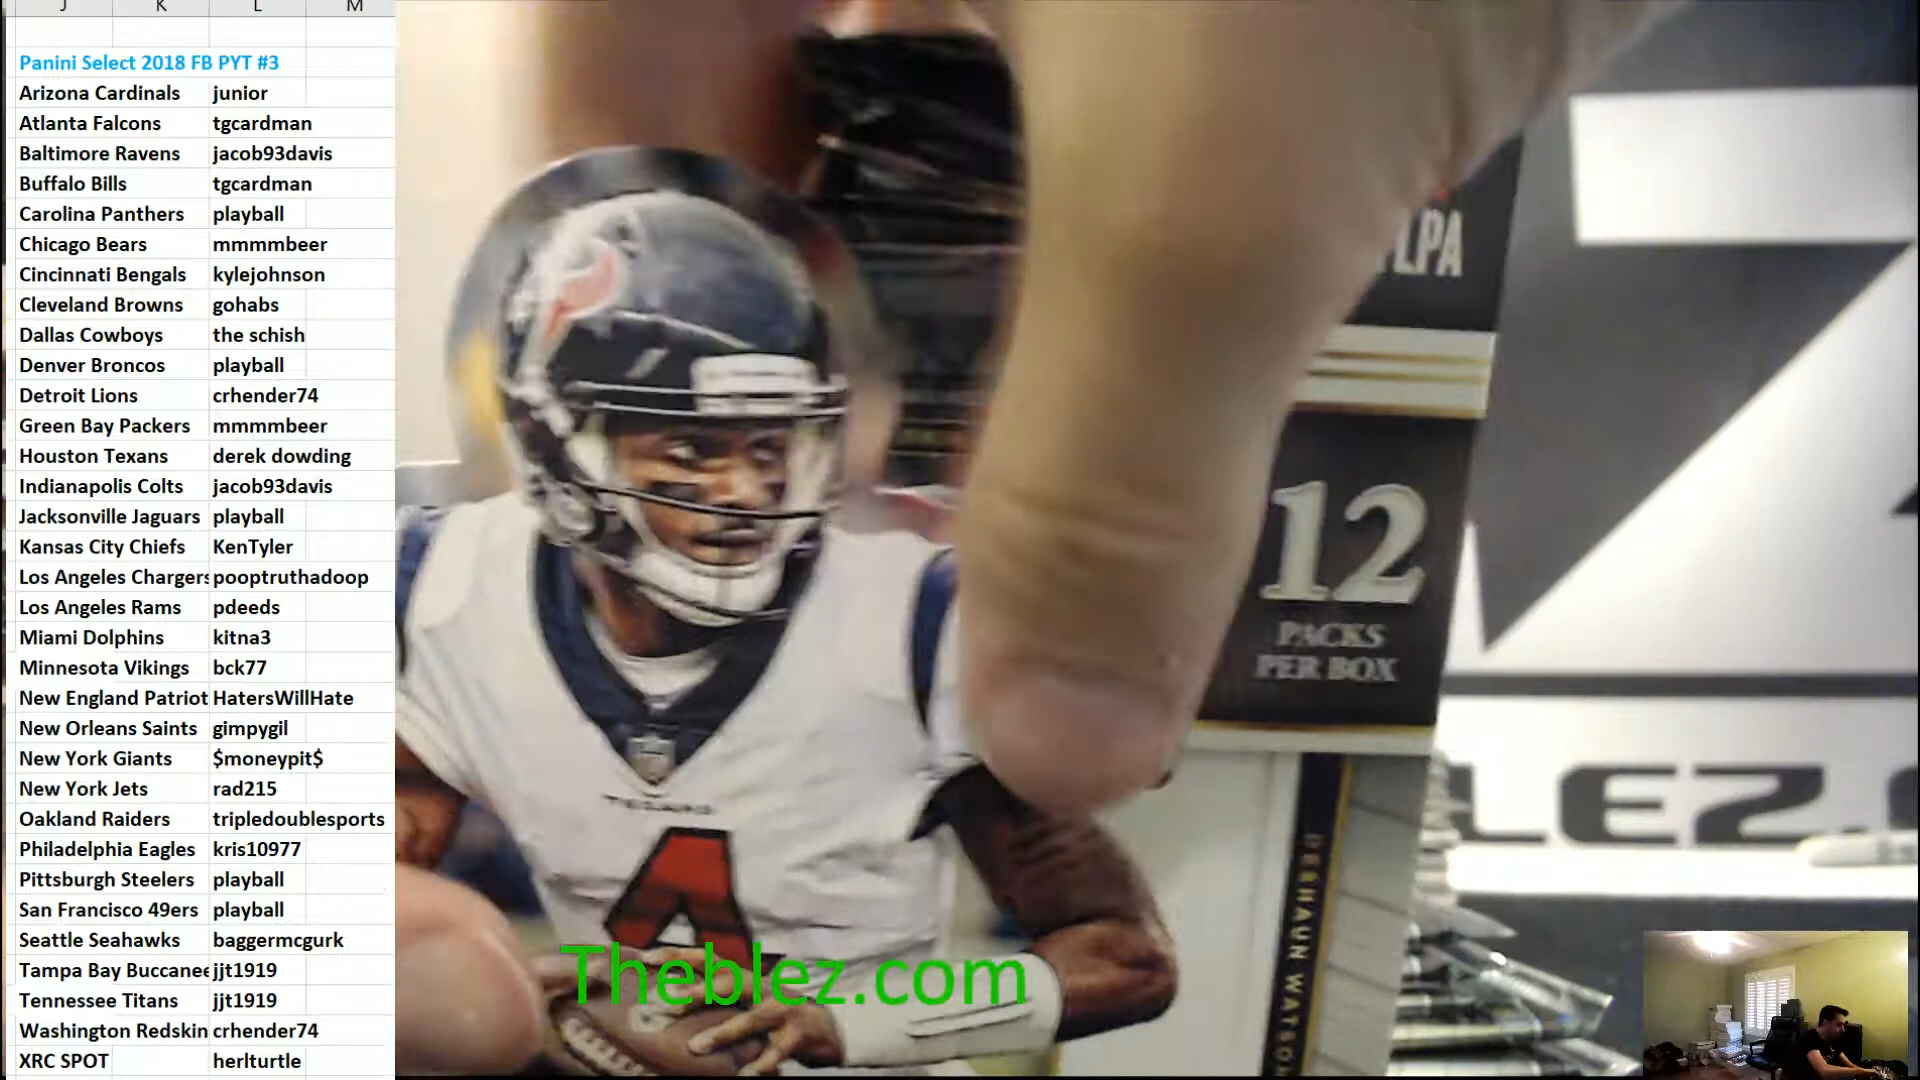 J K L M
Panini Select 2018 FB PYT #3
Arizona Cardinals junior
Atlanta Falcons tgcardman
Baltimore Ravens jacob93davis
Buffalo Bills tgcardman
Carolina Panthers playball
Chicago Bears mmmmbeer
Cincinnati Bengals kylejohnson
Cleveland Browns gohabs
Dallas Cowboys the schish
Denver Broncos playball
Detroit Lions crhender74
Green Bay Packers mmmmbeer
Houston Texans derek dowding
Indianapolis Colts jacob93davis
Jacksonville Jaguars playball
Kansas City Chiefs KenTyler
Los Angeles Chargers pooptruthadoop
Los Angeles Rams pdeeds
Miami Dolphins kitna3
Minnesota Vikings bck77
New England Patriot HatersWillHate
New Orleans Saints gimpygil
New York Giants $moneypit$
New York Jets rad215
Oakland Raiders tripledoublesports
Philadelphia Eagles kris10977
Pittsburgh Steelers playball
San Francisco 49ers playball
Seattle Seahawks baggermcgurk
Tampa Bay Buccanee jjt1919
Tennessee Titans jjt1919
Washington Redskin crhender74
XRC SPOT herlturtle
LPA
12
PACKS
PER BOX
DESHAUN WATSON
TEXANS
4
Theblez.com
LEZ.